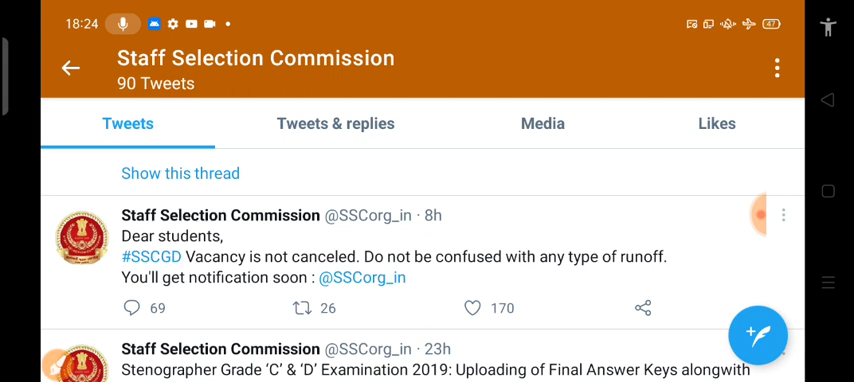 18:24
47
Staff Selection Commission
90 Tweets
Tweets Tweets & replies Media Likes
Show this thread
Staff Selection Commission @SSCorg_in · 8h
Dear students,
#SSCGD Vacancy is not canceled. Do not be confused with any type of runoff.
You'll get notification soon : @SSCorg_in
69 26 170
Staff Selection Commission @SSCorg_in · 23h
Stenographer Grade ‘C’ & ‘D’ Examination 2019: Uploading of Final Answer Keys alongwith